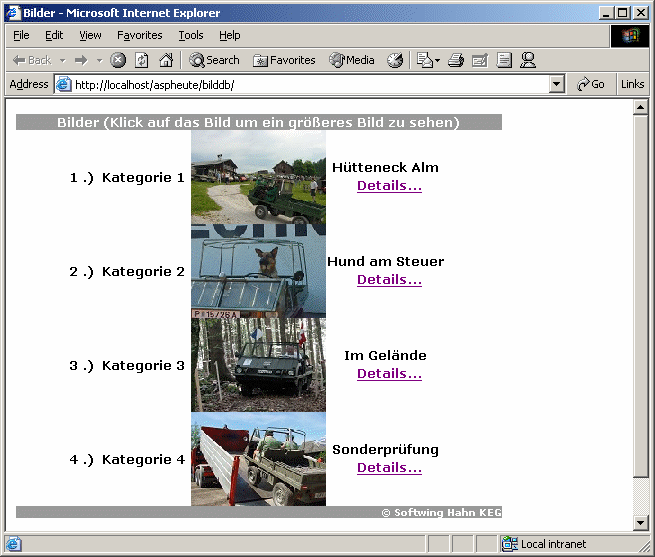 Bilder - Microsoft Internet Explorer
File Edit View Favorites Tools Help
Back Search Favorites Media
Address http://localhost/aspheute/bilddb/ Go Links
Bilder (Klick auf das Bild um ein größeres Bild zu sehen)
1 .) Kategorie 1
Hütteneck Alm
Details...
2 .) Kategorie 2
P 15/26 A
Hund am Steuer
Details...
3 .) Kategorie 3
Im Gelände
Details...
4 .) Kategorie 4
Sonderprüfung
Details...
© Softwing Hahn KEG
Local intranet